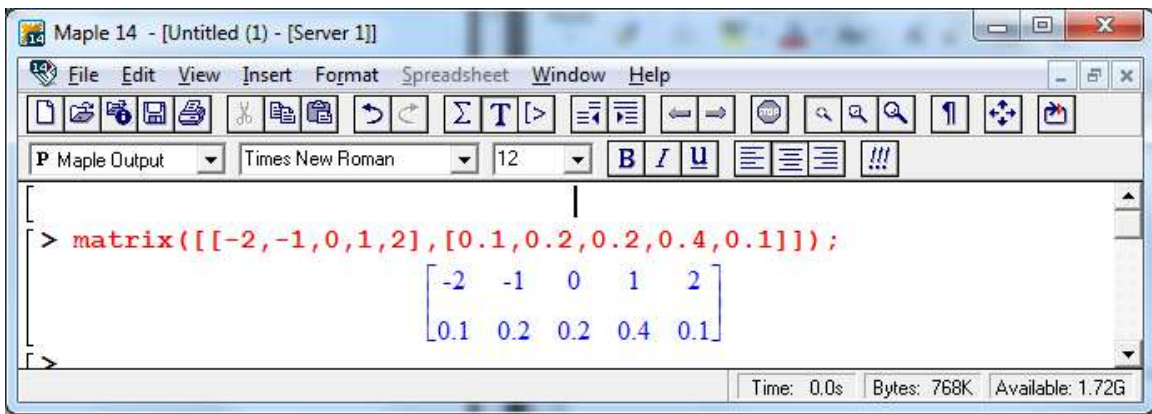 Maple 14 - [Untitled (1) - [Server 1]]
File Edit View Insert Format Spreadsheet Window Help
Σ T [> STOP ¶
P Maple Output Times New Roman 12 B I U !!!
[
[> matrix([[-2,-1,0,1,2],[0.1,0.2,0.2,0.4,0.1]]);
-2 -1 0 1 2
0.1 0.2 0.2 0.4 0.1
[>
Time: 0.0s Bytes: 768K Available: 1.72G